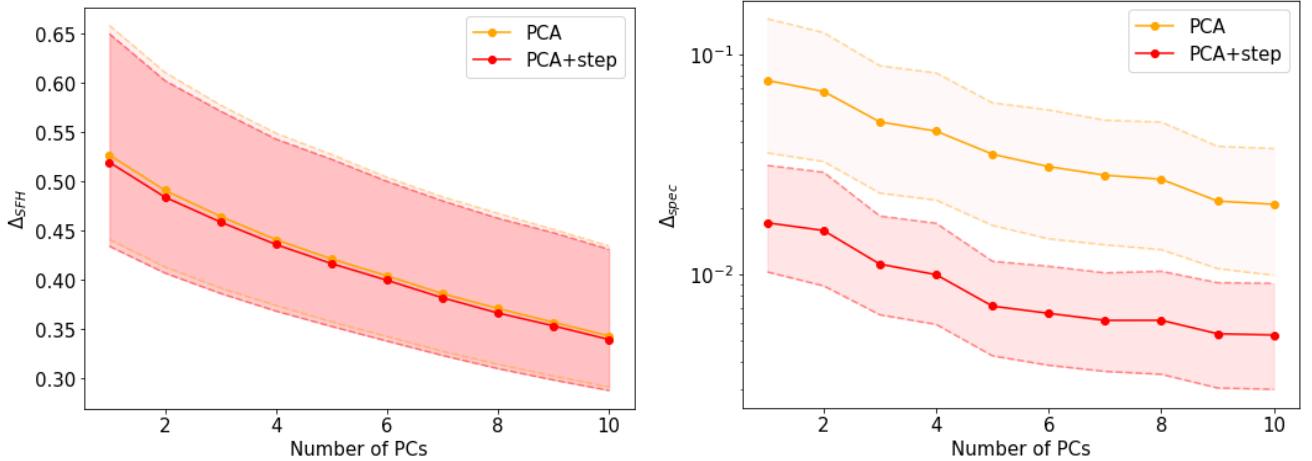 0.65
0.60
0.55
0.50
0.45
0.40
0.35
0.30
Δ_SFH
PCA
PCA+step
2 4 6 8 10
Number of PCs
10⁻¹
10⁻²
Δ_spec
PCA
PCA+step
2 4 6 8 10
Number of PCs